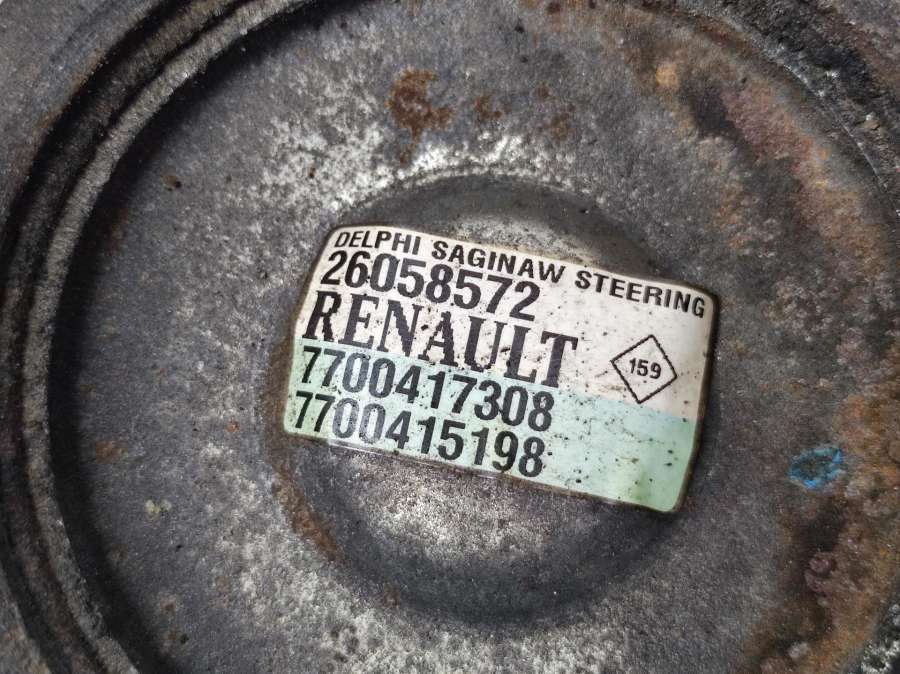 DELPHI SAGINAW STEERING
26058572
RENAULT
159
7700417308
7700415198